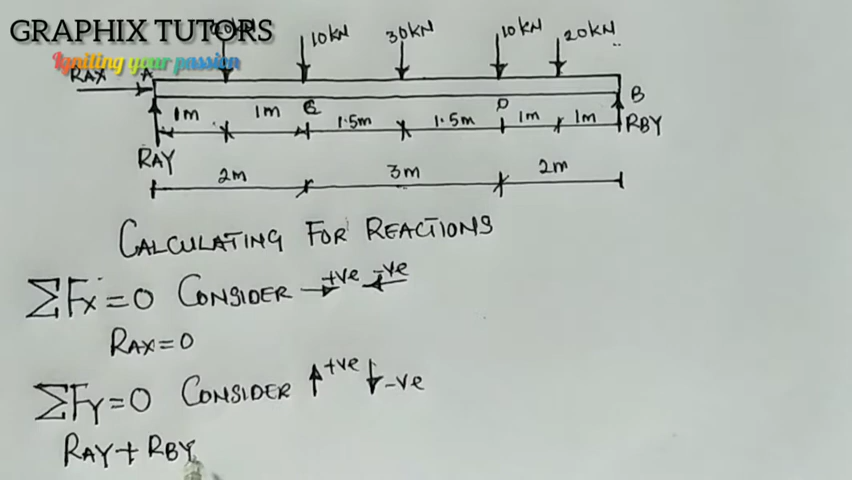 GRAPHIX TUTORS
Igniting your passion
10KN 30KN 10KN 20KN
RAX A B
1m 1m C 1.5m 1.5m D 1m 1m RBY
RAY
2m 3m 2m
CALCULATING FOR REACTIONS
ΣFx=0 CONSIDER → +ve ← -ve
RAX=0
ΣFy=0 CONSIDER ↑ +ve ↓ -ve
RAY+RBY